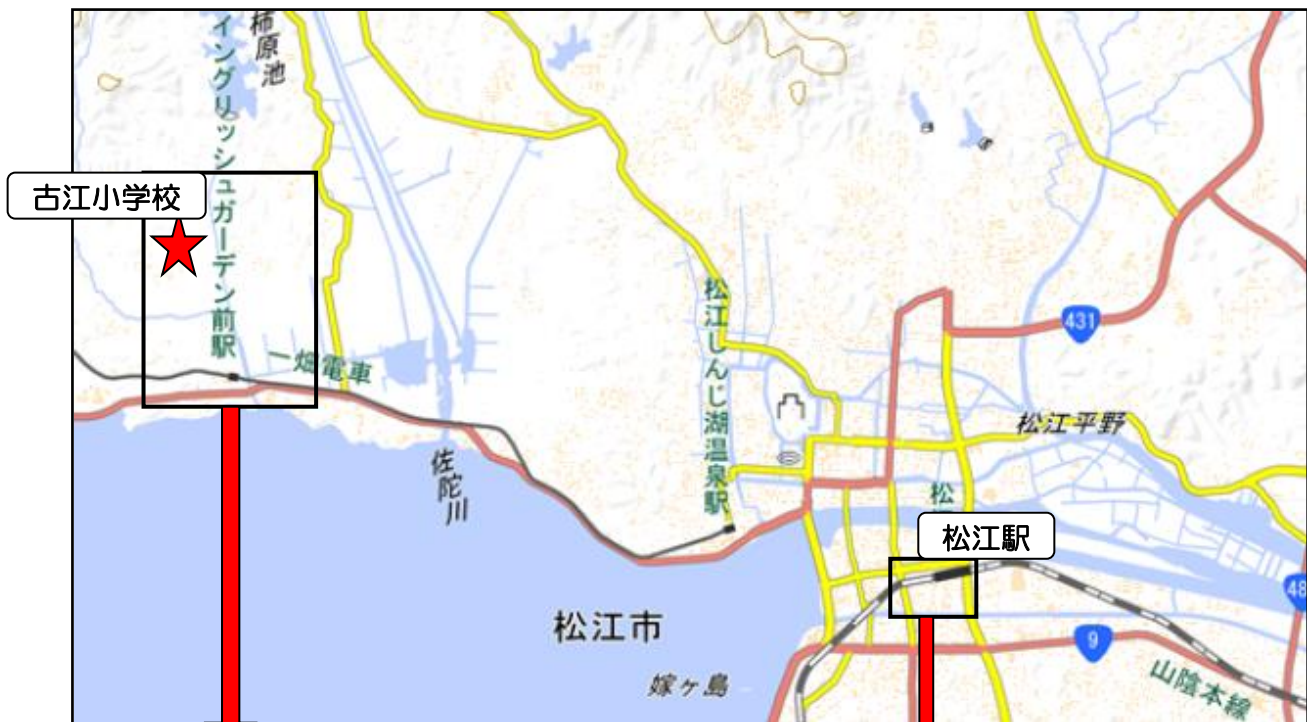 柿原池
イングリッシュガーデン前駅
古江小学校
一畑電車
佐陀川
松江しんじ湖温泉駅
431
松江平野
松
松江駅
48
松江市
嫁ヶ島
9
山陰本線